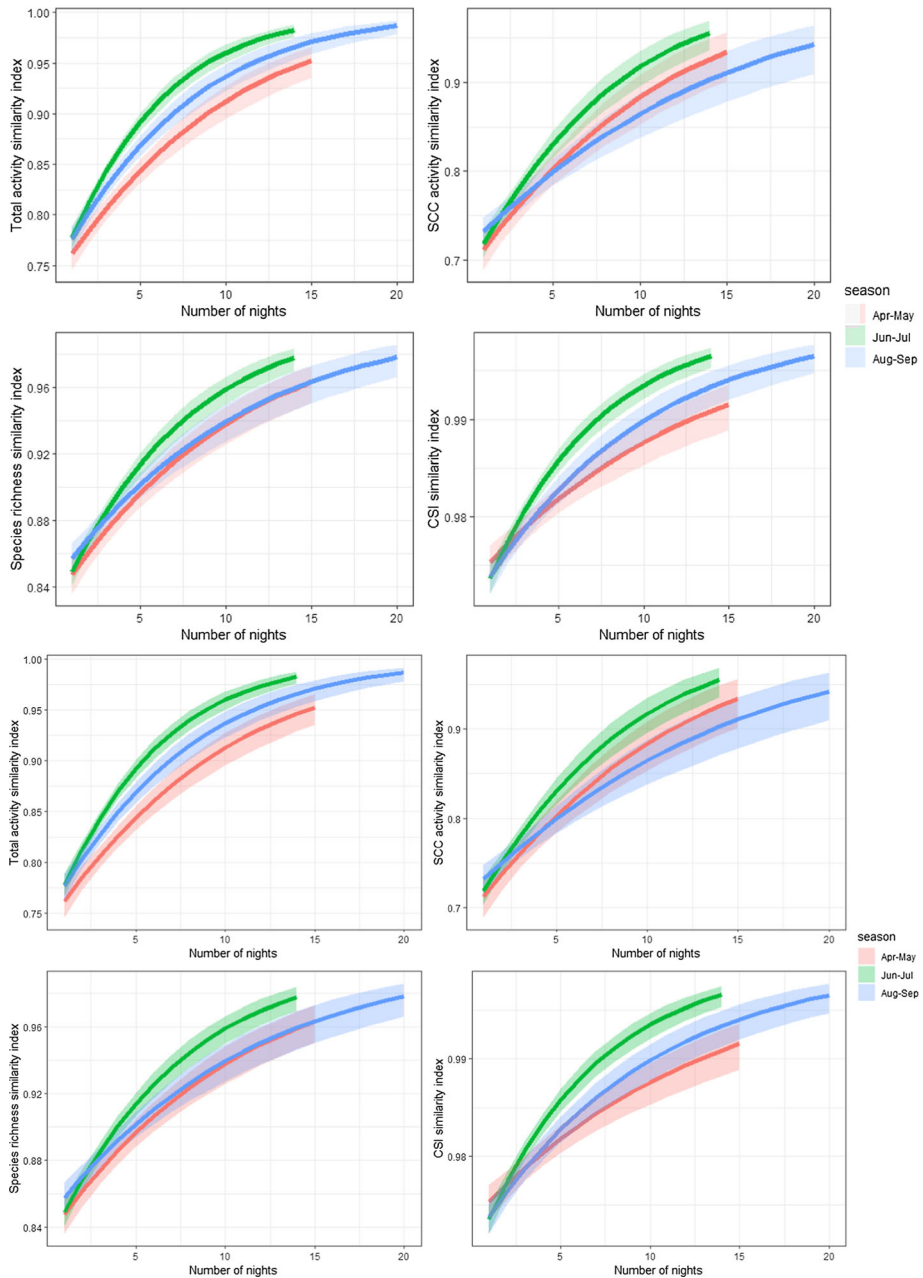 Total activity similarity index
1.00
0.95
0.90
0.85
0.80
0.75
5
10
15
20
Number of nights
SCC activity similarity index
0.9
0.8
0.7
5
10
15
20
Number of nights
Species richness similarity index
0.96
0.92
0.88
0.84
5
10
15
20
Number of nights
CSI similarity index
0.99
0.98
5
10
15
20
Number of nights
season
Apr-May
Jun-Jul
Aug-Sep
Total activity similarity index
1.00
0.95
0.90
0.85
0.80
0.75
5
10
15
20
Number of nights
SCC activity similarity index
0.9
0.8
0.7
5
10
15
20
Number of nights
Species richness similarity index
0.96
0.92
0.88
0.84
5
10
15
20
Number of nights
CSI similarity index
0.99
0.98
5
10
15
20
Number of nights
season
Apr-May
Jun-Jul
Aug-Sep